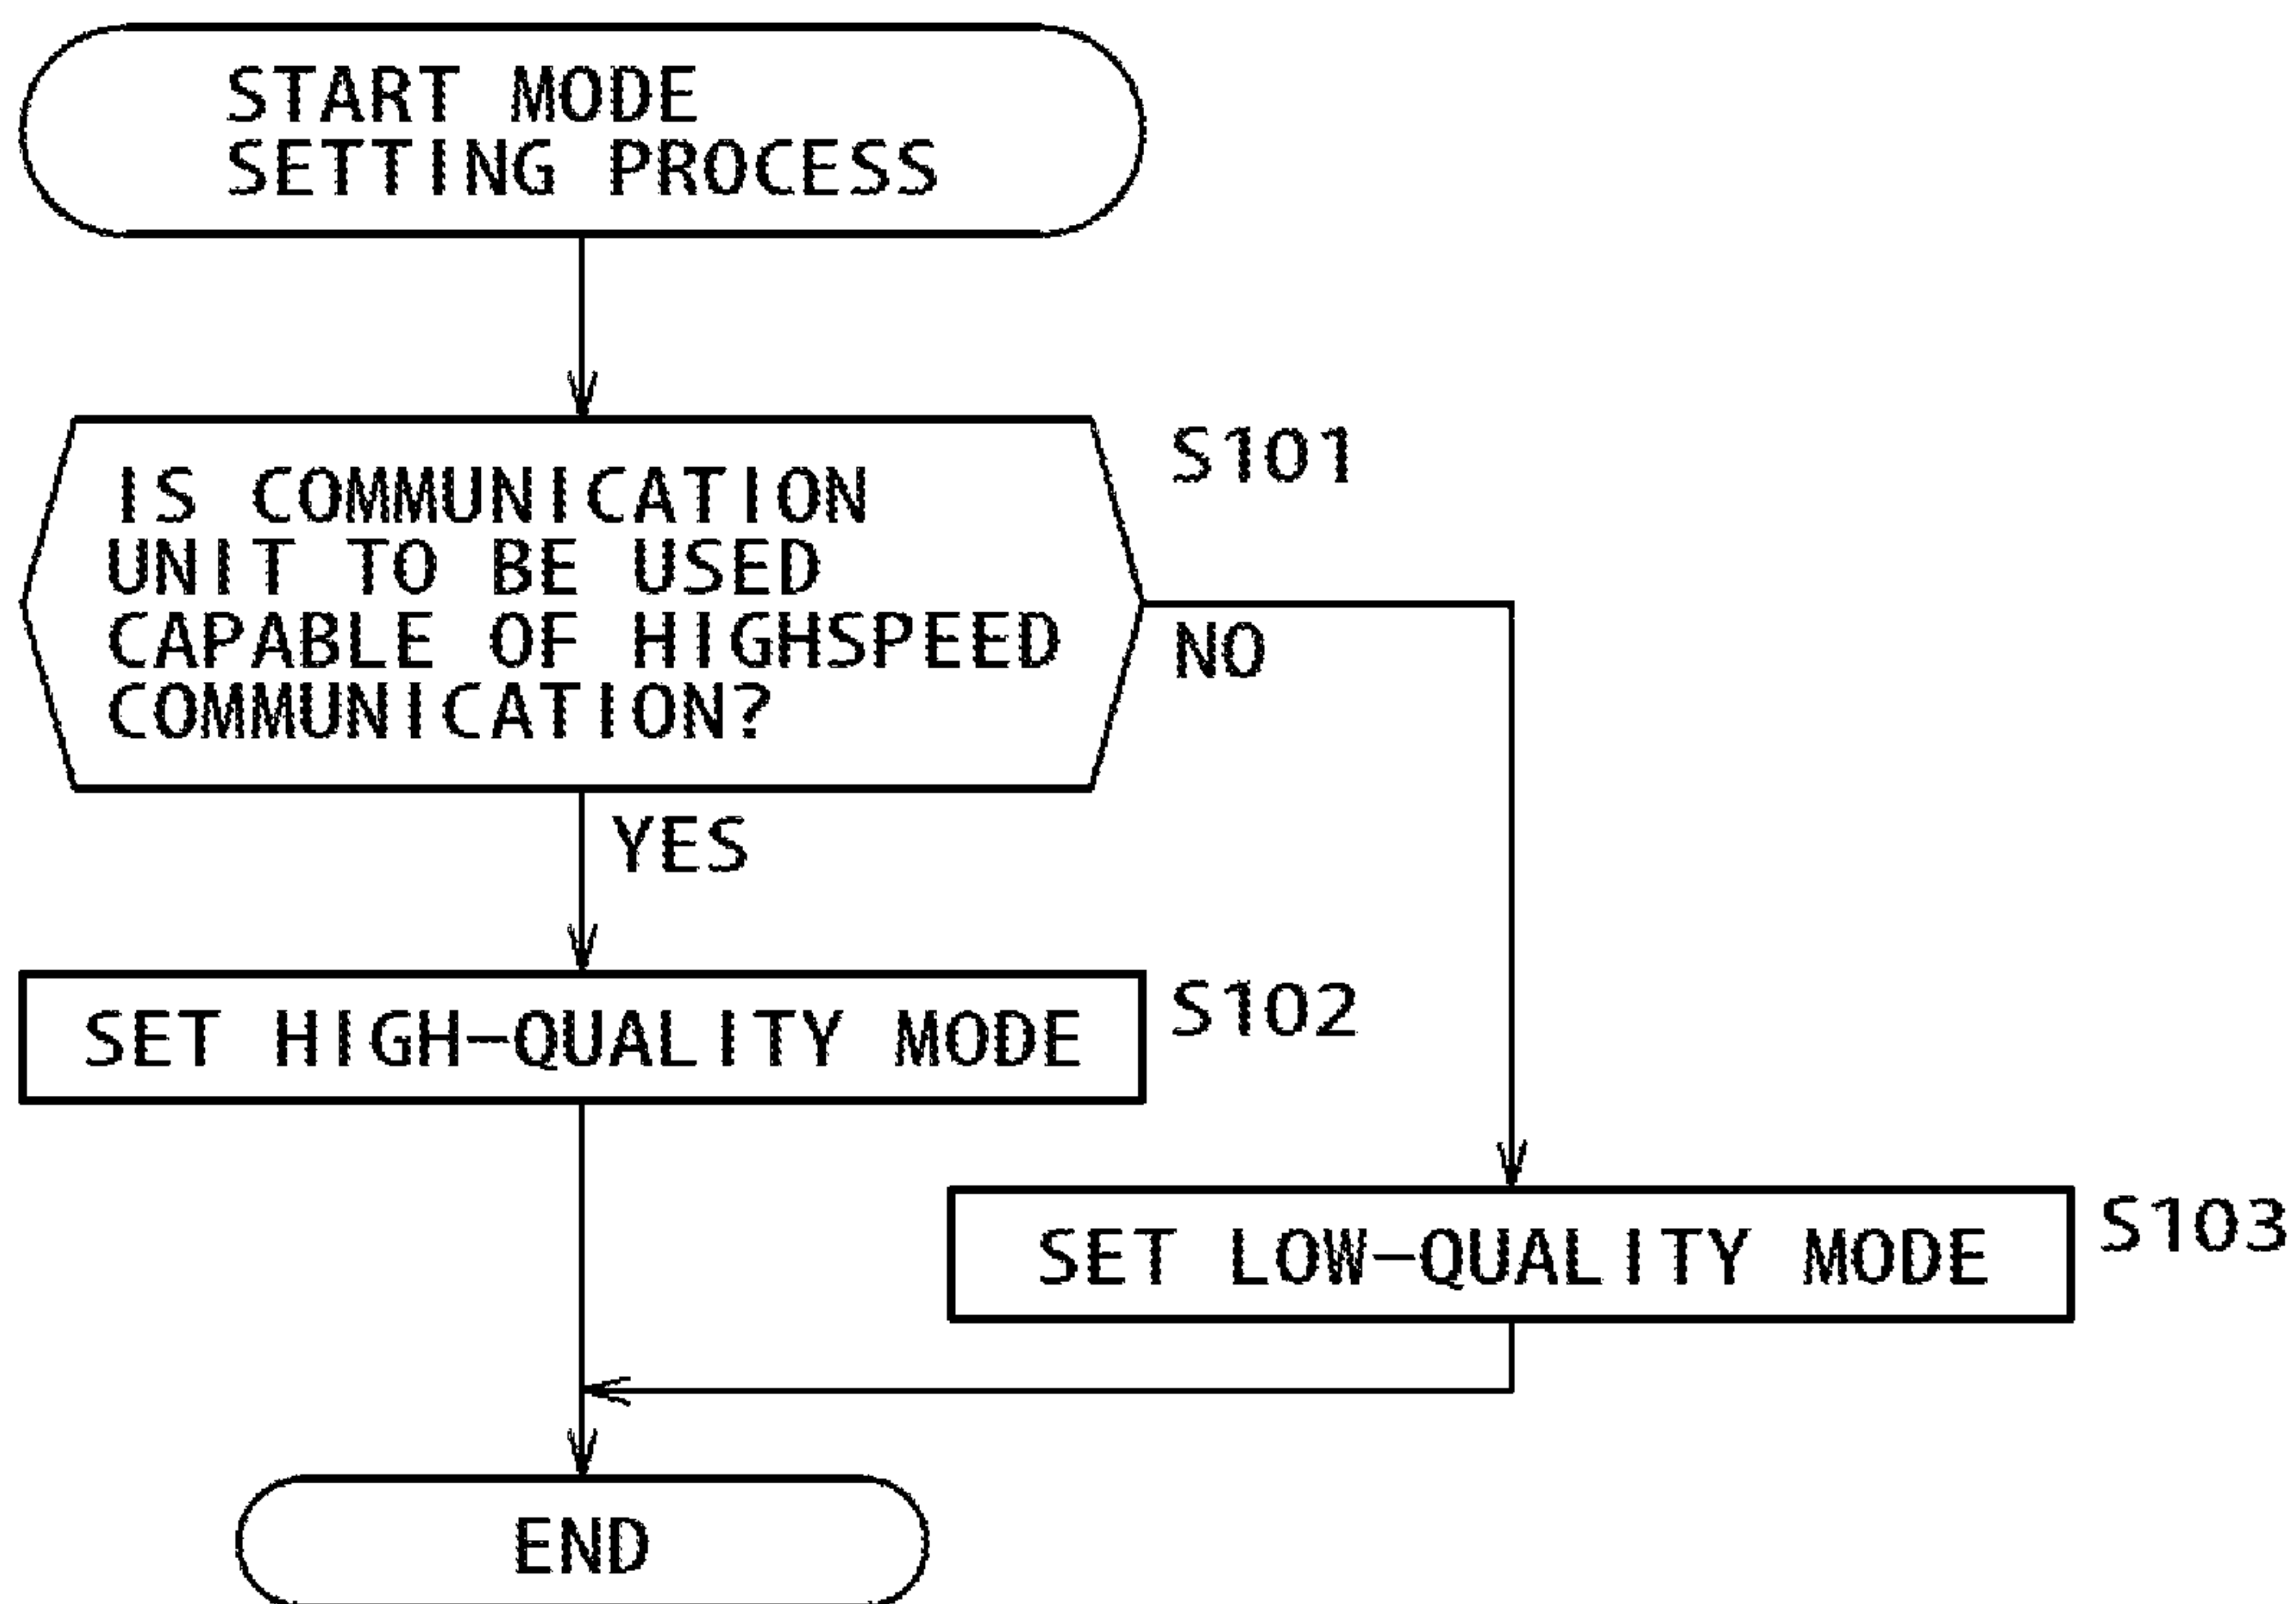 START MODE
SETTING PROCESS
S101
IS COMMUNICATION
UNIT TO BE USED
CAPABLE OF HIGHSPEED
COMMUNICATION?
NO
YES
SET HIGH-QUALITY MODE
S102
SET LOW-QUALITY MODE
S103
END